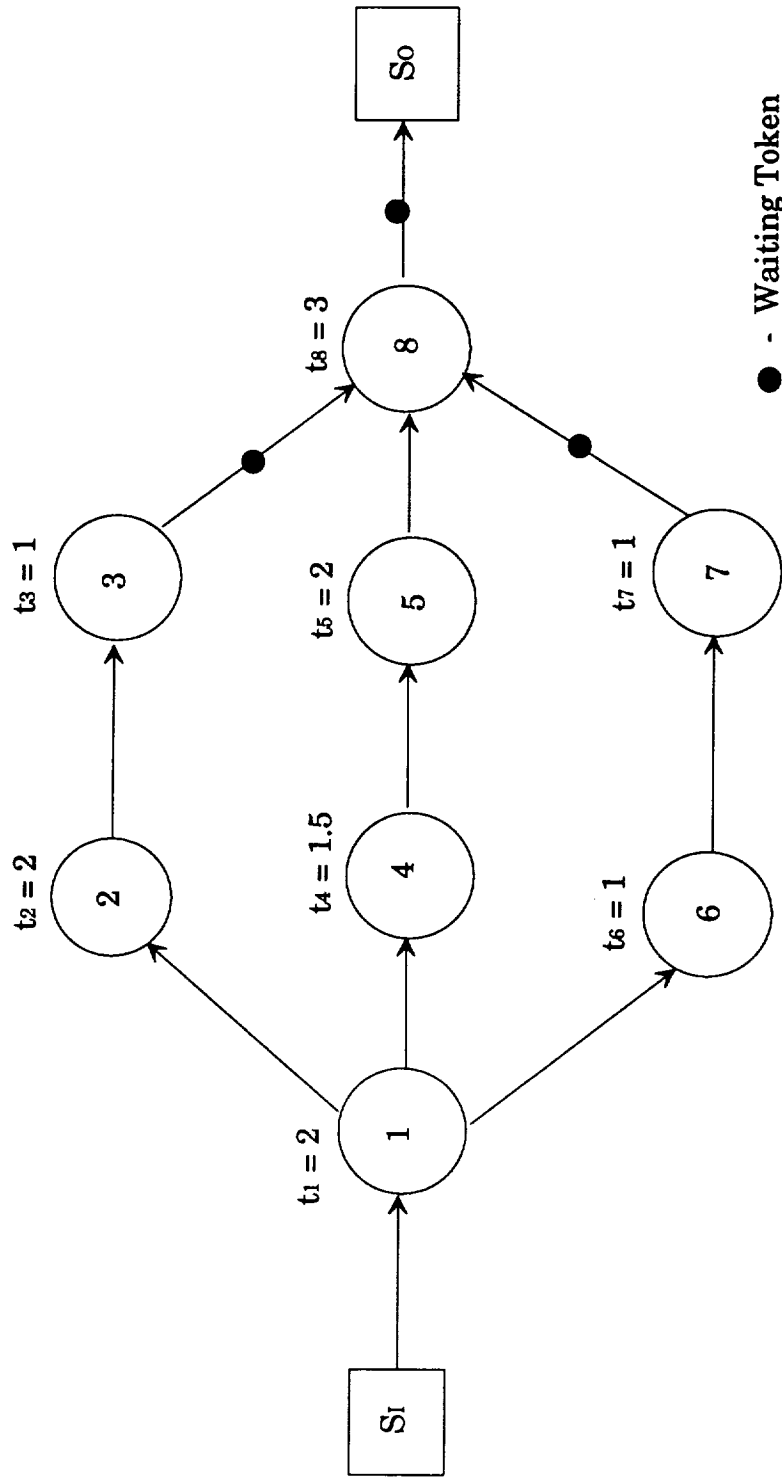 SI
t1 = 2
1
t2 = 2
2
t3 = 1
3
t4 = 1.5
4
t5 = 2
5
t6 = 1
6
t7 = 1
7
t8 = 3
8
SO
● - Waiting Token